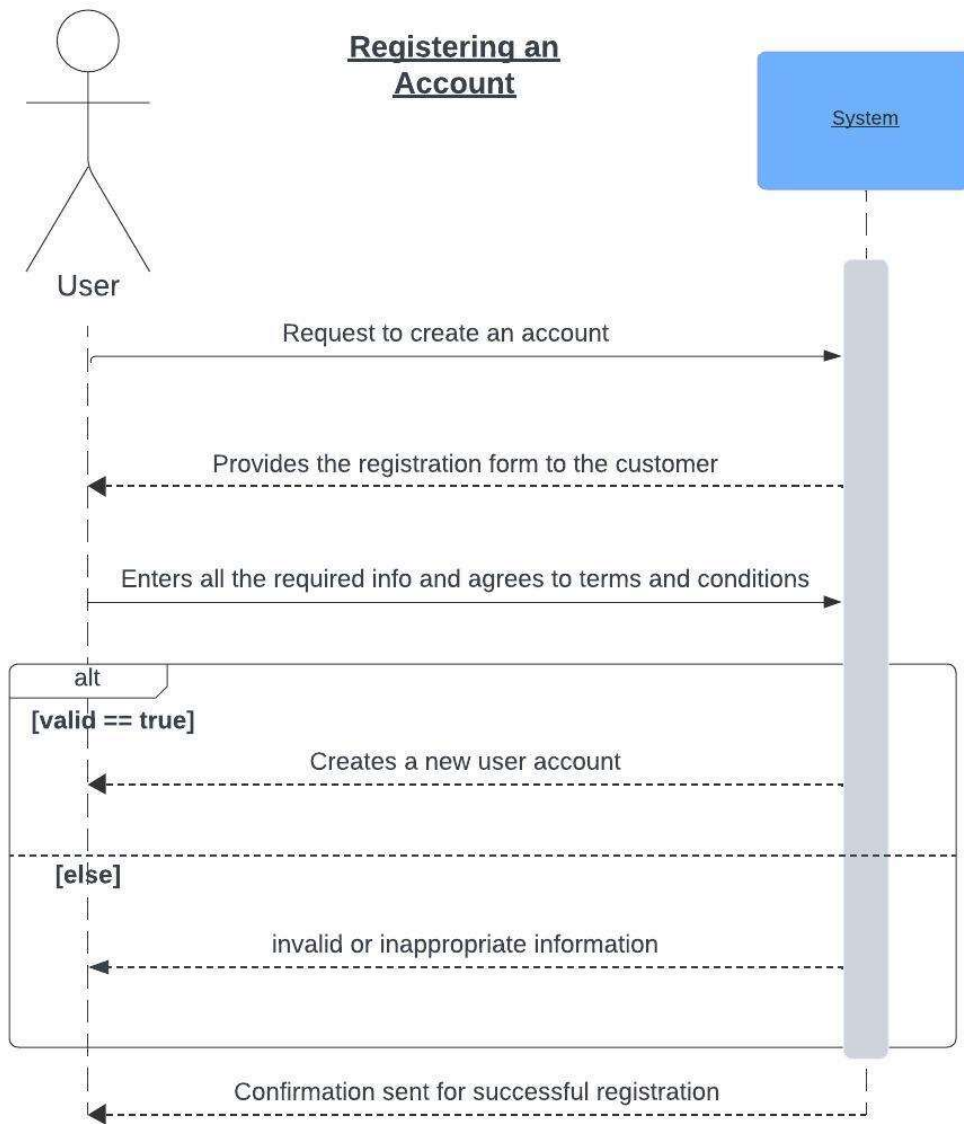 Registering an
Account
System
User
Request to create an account
Provides the registration form to the customer
Enters all the required info and agrees to terms and conditions
alt
[valid == true]
Creates a new user account
[else]
invalid or inappropriate information
Confirmation sent for successful registration